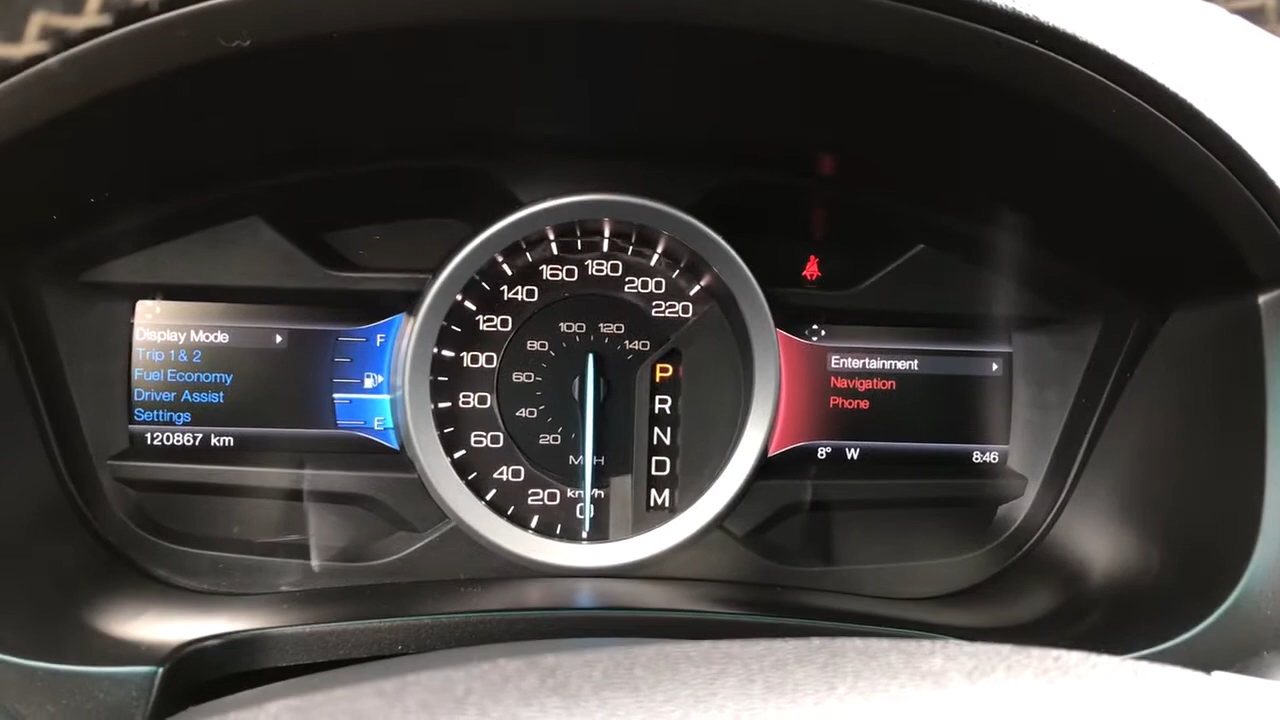 Display Mode
Trip 1 & 2
Fuel Economy
Driver Assist
Settings
120867 km
F
E
220
200
180
160
140
120
100
80
60
40
20
km/h
0
140
120
100
80
60
40
20
MPH
P
R
N
D
M
Entertainment
Navigation
Phone
8° W
8:46